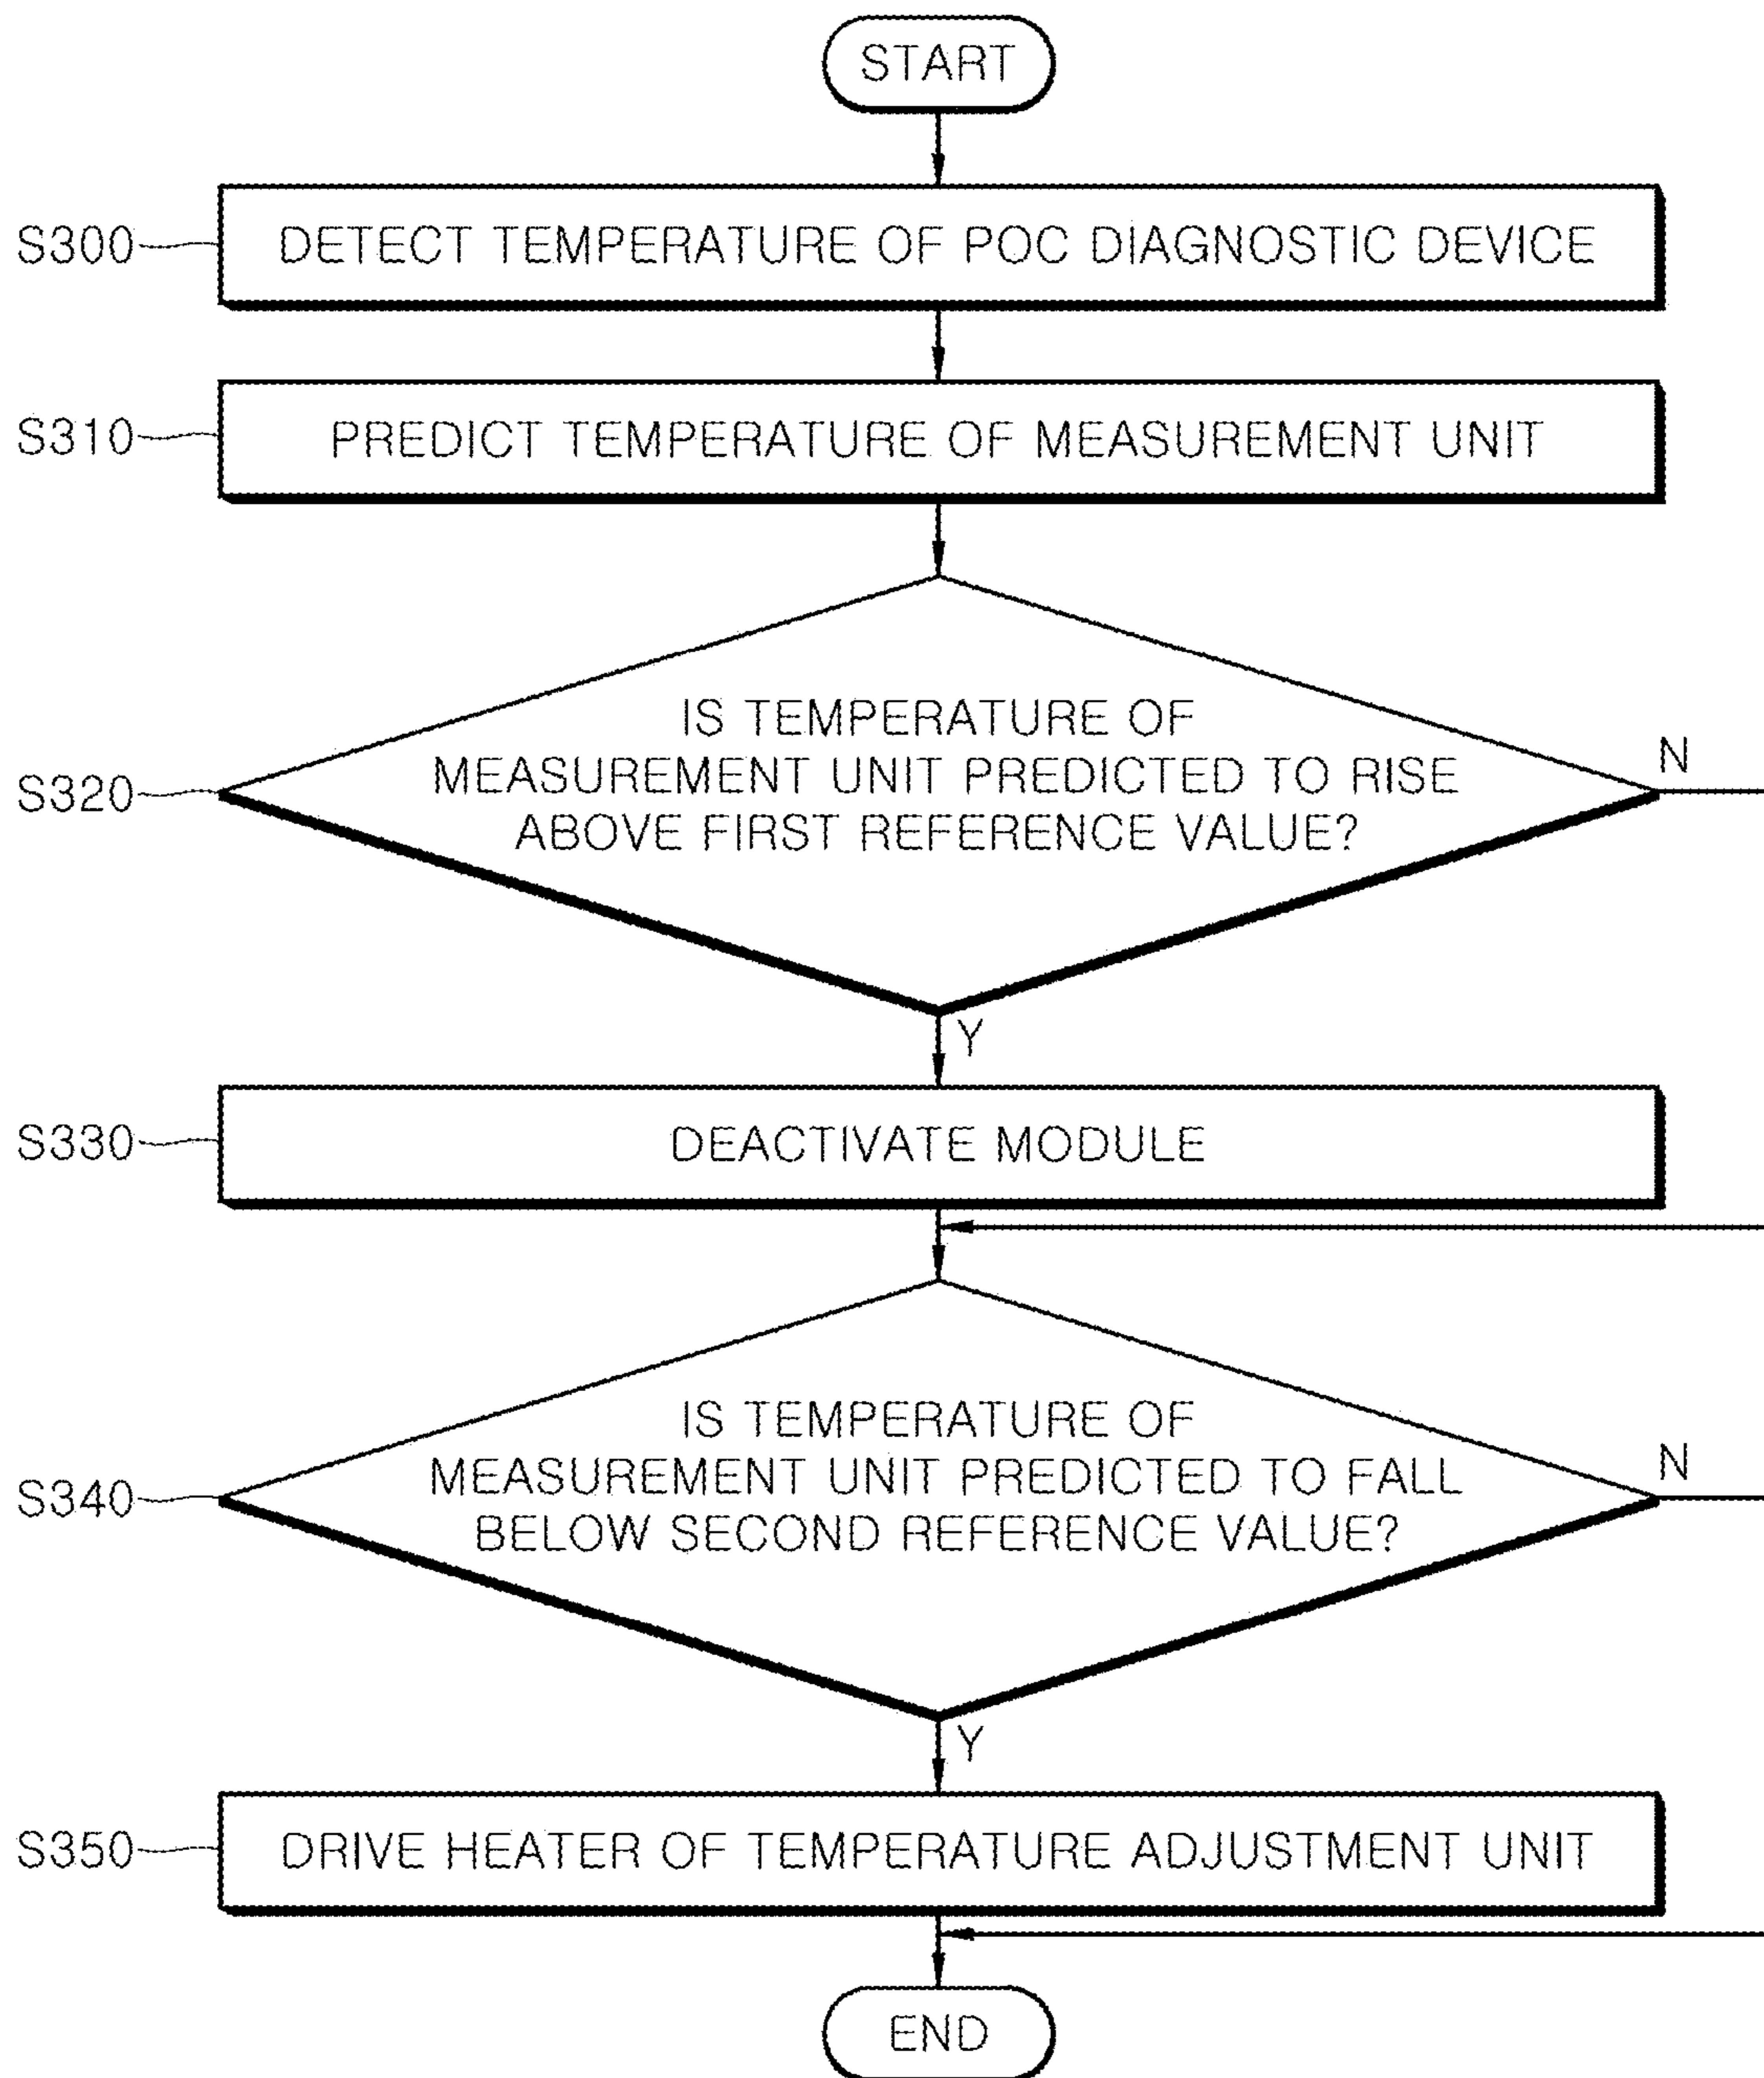 START
S300
DETECT TEMPERATURE OF POC DIAGNOSTIC DEVICE
S310
PREDICT TEMPERATURE OF MEASUREMENT UNIT
S320
IS TEMPERATURE OF
MEASUREMENT UNIT PREDICTED TO RISE
ABOVE FIRST REFERENCE VALUE?
N
Y
S330
DEACTIVATE MODULE
S340
IS TEMPERATURE OF
MEASUREMENT UNIT PREDICTED TO FALL
BELOW SECOND REFERENCE VALUE?
N
Y
S350
DRIVE HEATER OF TEMPERATURE ADJUSTMENT UNIT
END